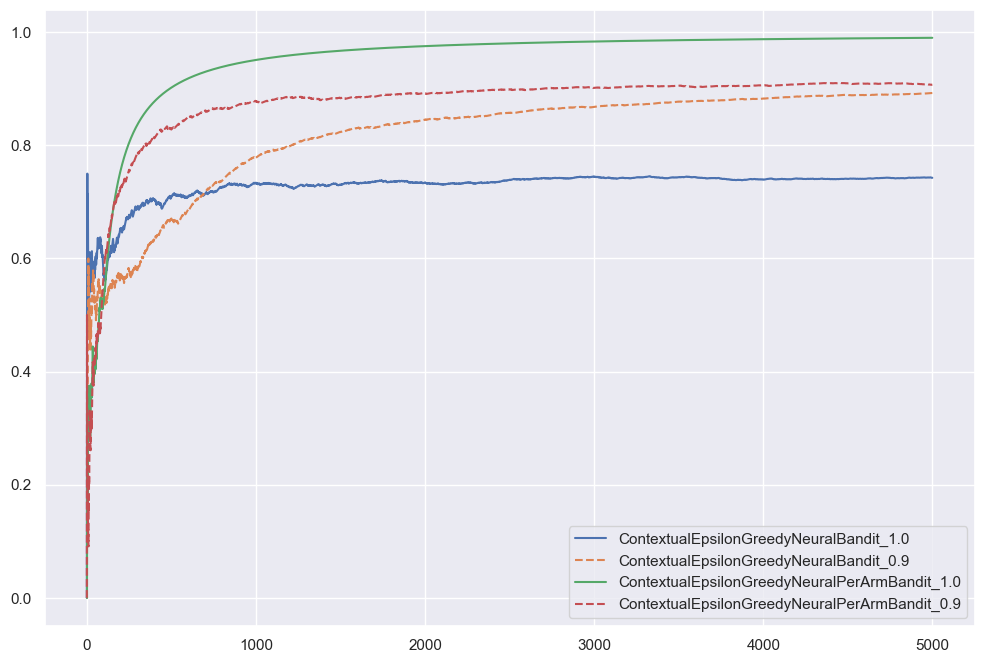 1.0
0.8
0.6
0.4
0.2
0.0
0 1000 2000 3000 4000 5000
ContextualEpsilonGreedyNeuralBandit_1.0
ContextualEpsilonGreedyNeuralBandit_0.9
ContextualEpsilonGreedyNeuralPerArmBandit_1.0
ContextualEpsilonGreedyNeuralPerArmBandit_0.9